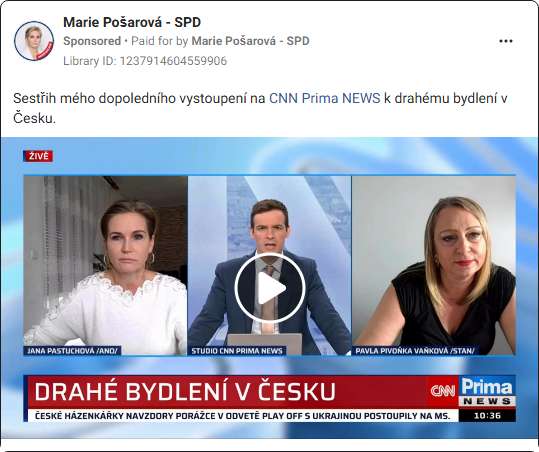 Marie Pošarová - SPD
Sponsored • Paid for by Marie Pošarová - SPD
Library ID: 1237914604559906
Sestřih mého dopoledního vystoupení na CNN Prima NEWS k drahému bydlení v
Česku.
ŽIVĚ
JANA PASTUCHOVÁ /ANO/
STUDIO CNN PRIMA NEWS
PAVLA PIVOŇKA VAŇKOVÁ /STAN/
DRAHÉ BYDLENÍ V ČESKU
CNN Prima
NEWS
ČESKÉ HÁZENKÁŘKY NAVZDORY PORÁŽCE V ODVETĚ PLAY OFF S UKRAJINOU POSTOUPILY NA MS.
10:36